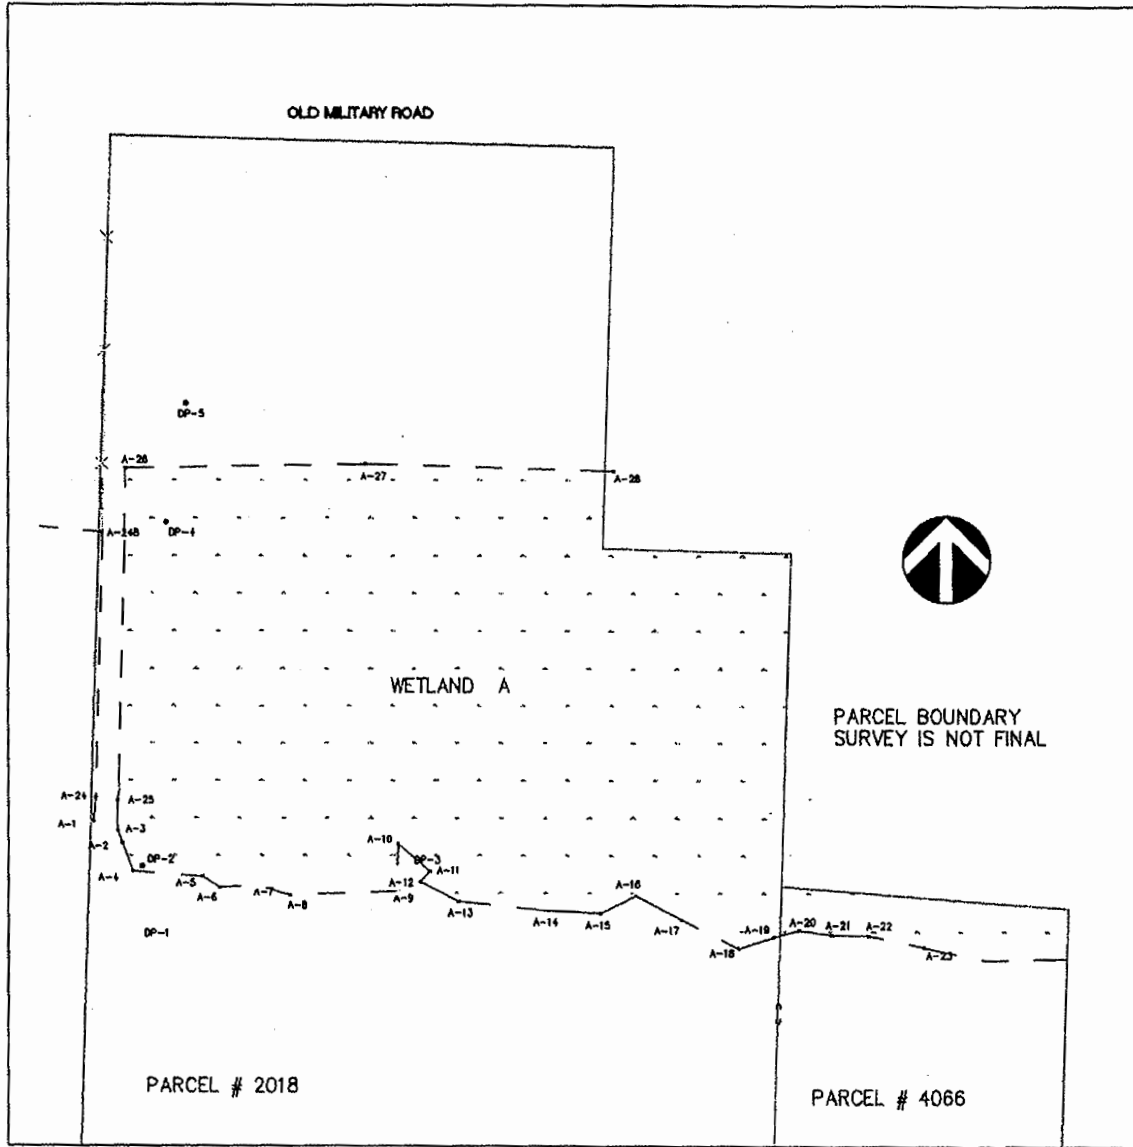 OLD MILITARY ROAD
DP-5
A-26
A-27
A-28
A-24B
DP-4
WETLAND A
PARCEL BOUNDARY
SURVEY IS NOT FINAL
A-24
A-25
A-1
A-3
A-2
A-10
DP-2
DP-3
A-4
A-11
A-5
A-12
A-6
A-7
A-8
A-9
A-16
A-13
A-14
A-15
A-17
A-20
A-21
A-22
A-19
DP-1
A-18
A-23
PARCEL # 2018
PARCEL # 4066